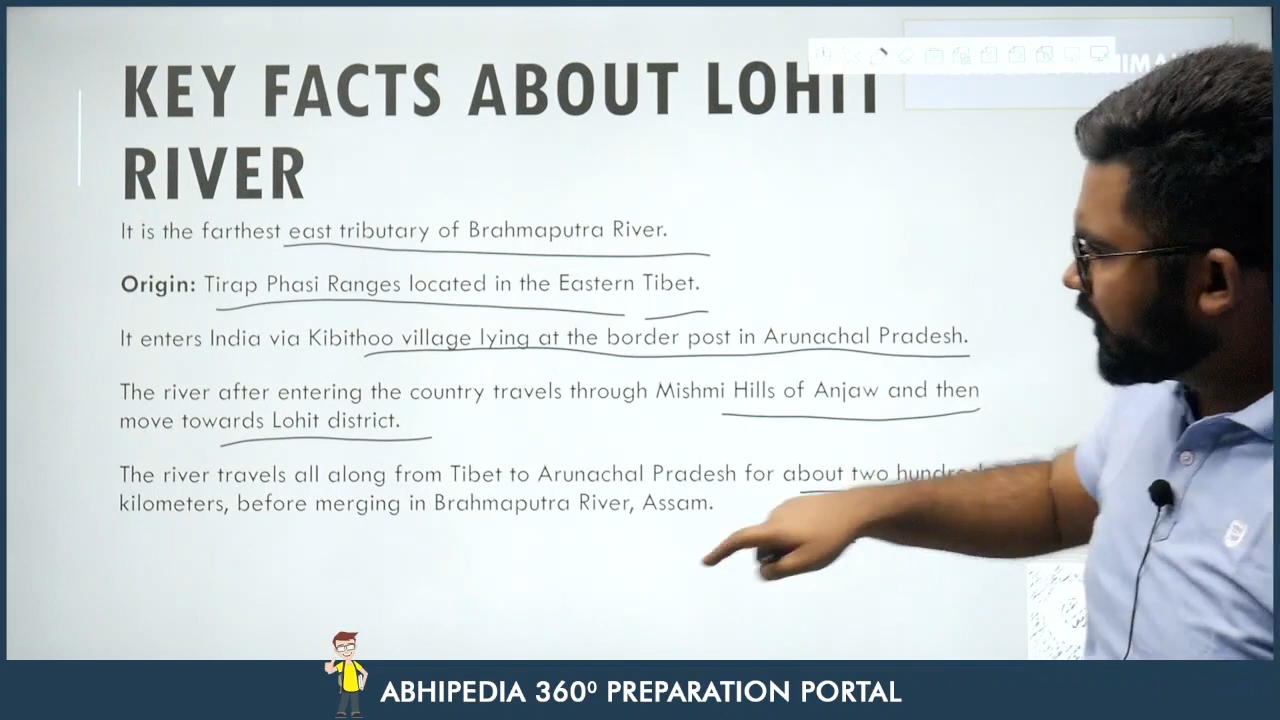 KEY FACTS ABOUT LOHIT
RIVER
It is the farthest east tributary of Brahmaputra River.
Origin: Tirap Phasi Ranges located in the Eastern Tibet.
It enters India via Kibithoo village lying at the border post in Arunachal Pradesh.
The river after entering the country travels through Mishmi Hills of Anjaw and then
move towards Lohit district.
The river travels all along from Tibet to Arunachal Pradesh for about two hundred
kilometers, before merging in Brahmaputra River, Assam.
ABHIPEDIA 360⁰ PREPARATION PORTAL